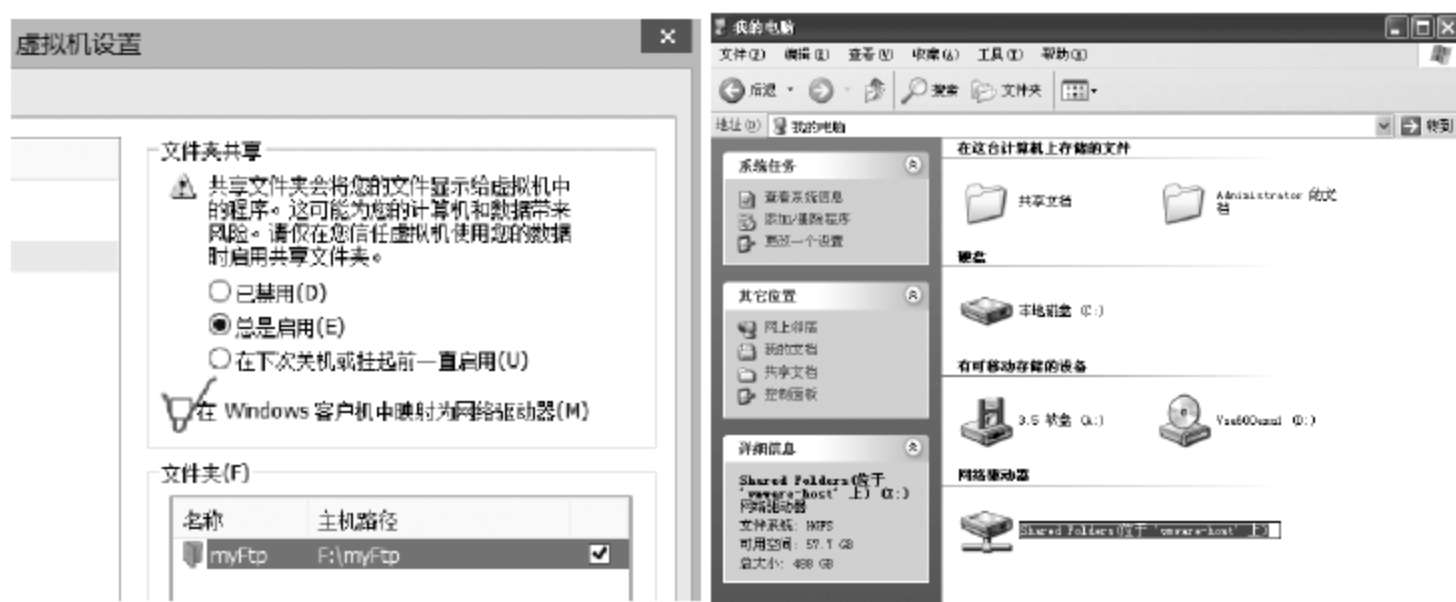 虚拟机设置
文件夹共享
共享文件夹会将您的文件显示给虚拟机中
的程序。这可能为您的计算机和数据带来
风险。请仅在您信任虚拟机使用您的数据
时启用共享文件夹。
已禁用(D)
总是启用(E)
在下次关机或挂起前一直启用(U)
在 Windows 客户机中映射为网络驱动器(M)
文件夹(F)
名称 主机路径
myFtp F:\myFtp
我的电脑
文件(F) 编辑(E) 查看(V) 收藏(A) 工具(T) 帮助(H)
后退 搜索 文件夹
地址(D) 我的电脑 转到
系统任务
查看系统信息
添加/删除程序
更改一个设置
其它位置
网上邻居
我的文档
共享文档
控制面板
详细信息
Shared Folders(位于
'vmware-host' 上) (Z:)
网络驱动器
文件系统: HGFS
可用空间: 57.1 GB
总大小: 488 GB
在这台计算机上存储的文件
共享文档
Administrator 的文
档
硬盘
本地磁盘 (C:)
有可移动存储的设备
3.5 软盘 (A:)
(D:)
网络驱动器
Shared Folders(位于 'vmware-host' 上)